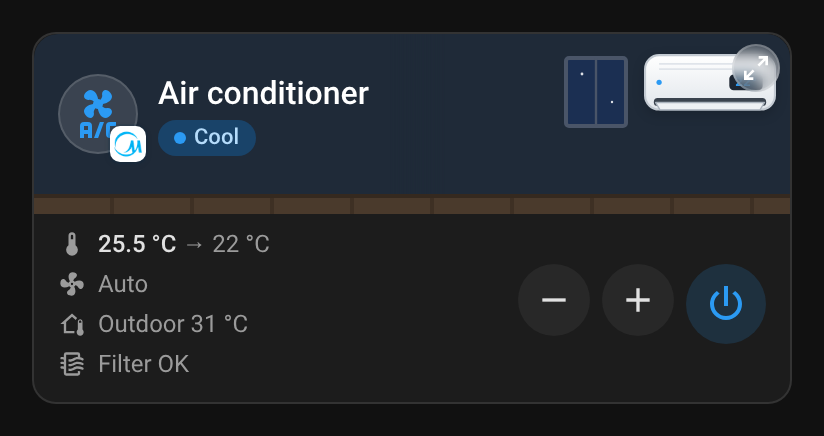 Air conditioner
A/C
Cool
25.5 °C → 22 °C
Auto
Outdoor 31 °C
Filter OK